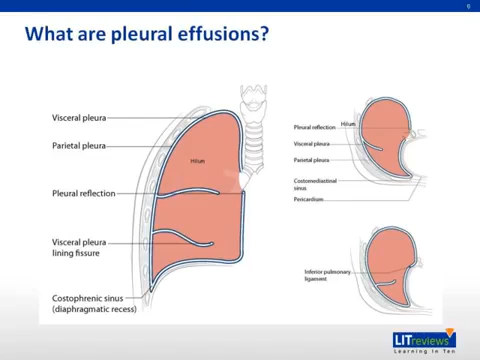 9
What are pleural effusions?
Visceral pleura
Parietal pleura
Hilum
Pleural reflection
Visceral pleura
lining fissure
Costophrenic sinus
(diaphragmatic recess)
Pleural reflection
Hilum
Visceral pleura
Parietal pleura
Costomediastinal
sinus
Pericardium
Inferior pulmonary
ligament
LITreviews
Learning in Ten